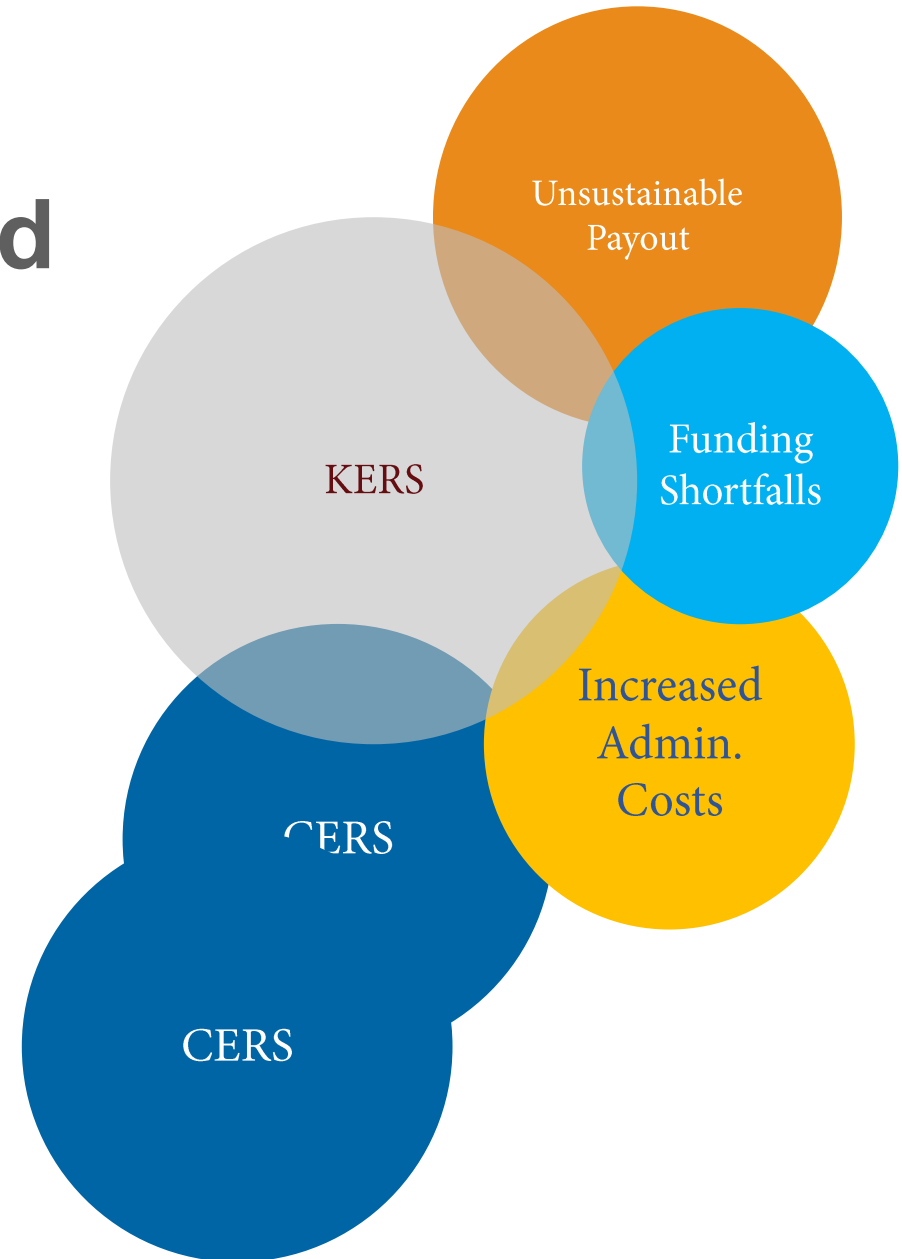 d
Unsustainable
Payout
Funding
Shortfalls
KERS
Increased
Admin.
Costs
CERS
CERS